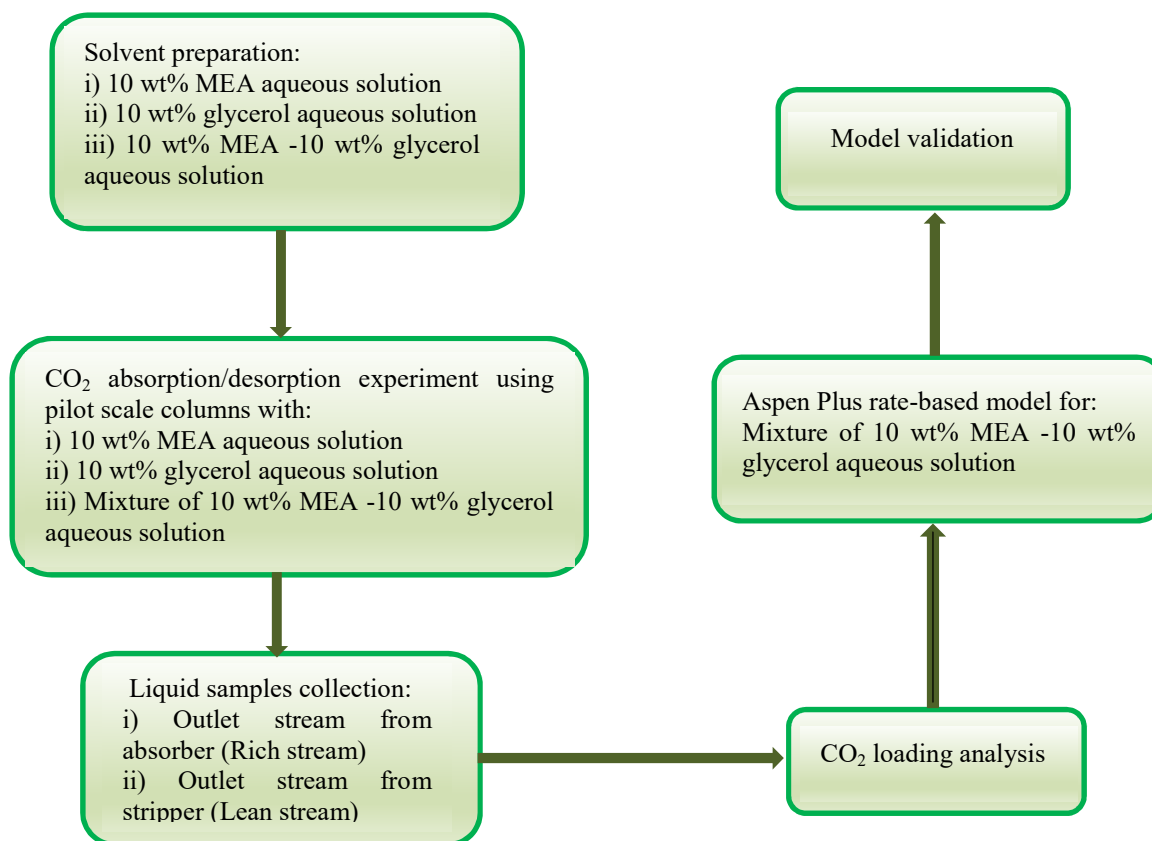 Solvent preparation:
i) 10 wt% MEA aqueous solution
ii) 10 wt% glycerol aqueous solution
iii) 10 wt% MEA -10 wt% glycerol
aqueous solution
CO₂ absorption/desorption experiment using
pilot scale columns with:
i) 10 wt% MEA aqueous solution
ii) 10 wt% glycerol aqueous solution
iii) Mixture of 10 wt% MEA -10 wt% glycerol
aqueous solution
Liquid samples collection:
i) Outlet stream from
absorber (Rich stream)
ii) Outlet stream from
stripper (Lean stream)
CO₂ loading analysis
Aspen Plus rate-based model for:
Mixture of 10 wt% MEA -10 wt%
glycerol aqueous solution
Model validation